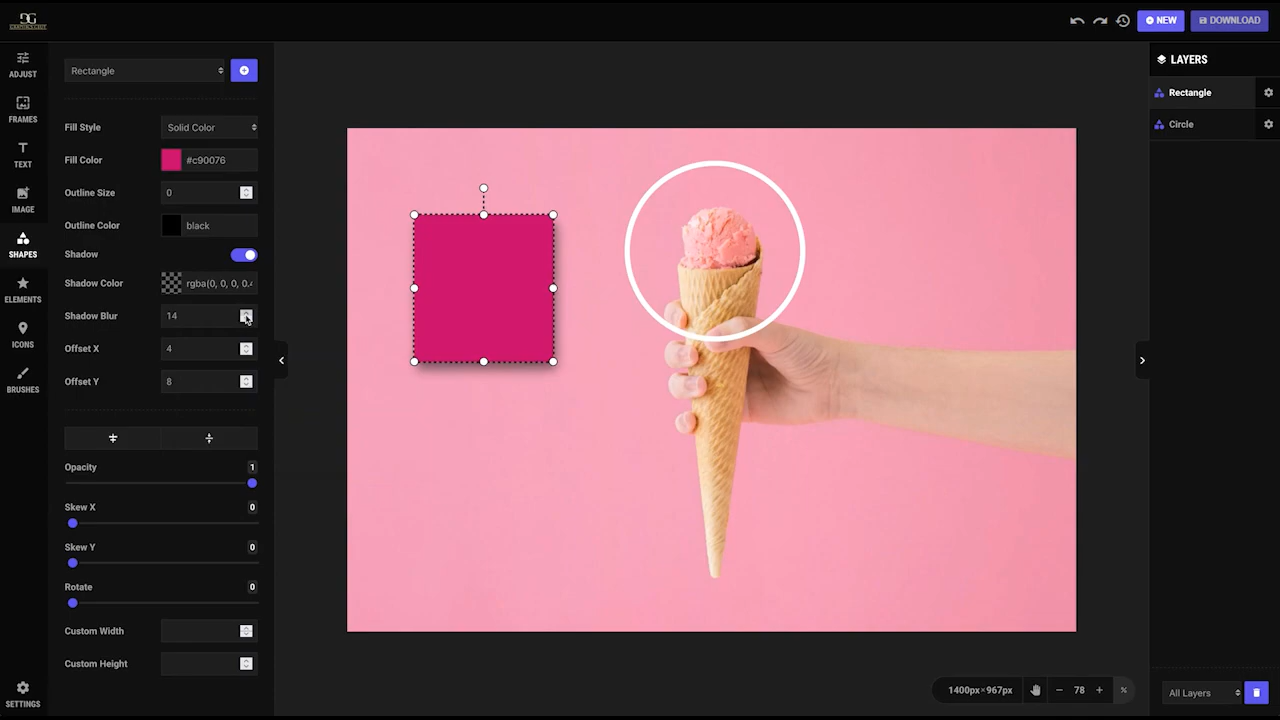 DG
NEW
DOWNLOAD
ADJUST
FRAMES
TEXT
IMAGE
SHAPES
ELEMENTS
ICONS
BRUSHES
SETTINGS
Rectangle
Fill Style Solid Color
Fill Color #c90076
Outline Size 0
Outline Color black
Shadow
Shadow Color rgba(0, 0, 0, 0.
Shadow Blur 14
Offset X 4
Offset Y 8
Opacity 1
Skew X 0
Skew Y 0
Rotate 0
Custom Width
Custom Height
1400px×967px
78
%
LAYERS
Rectangle
Circle
All Layers